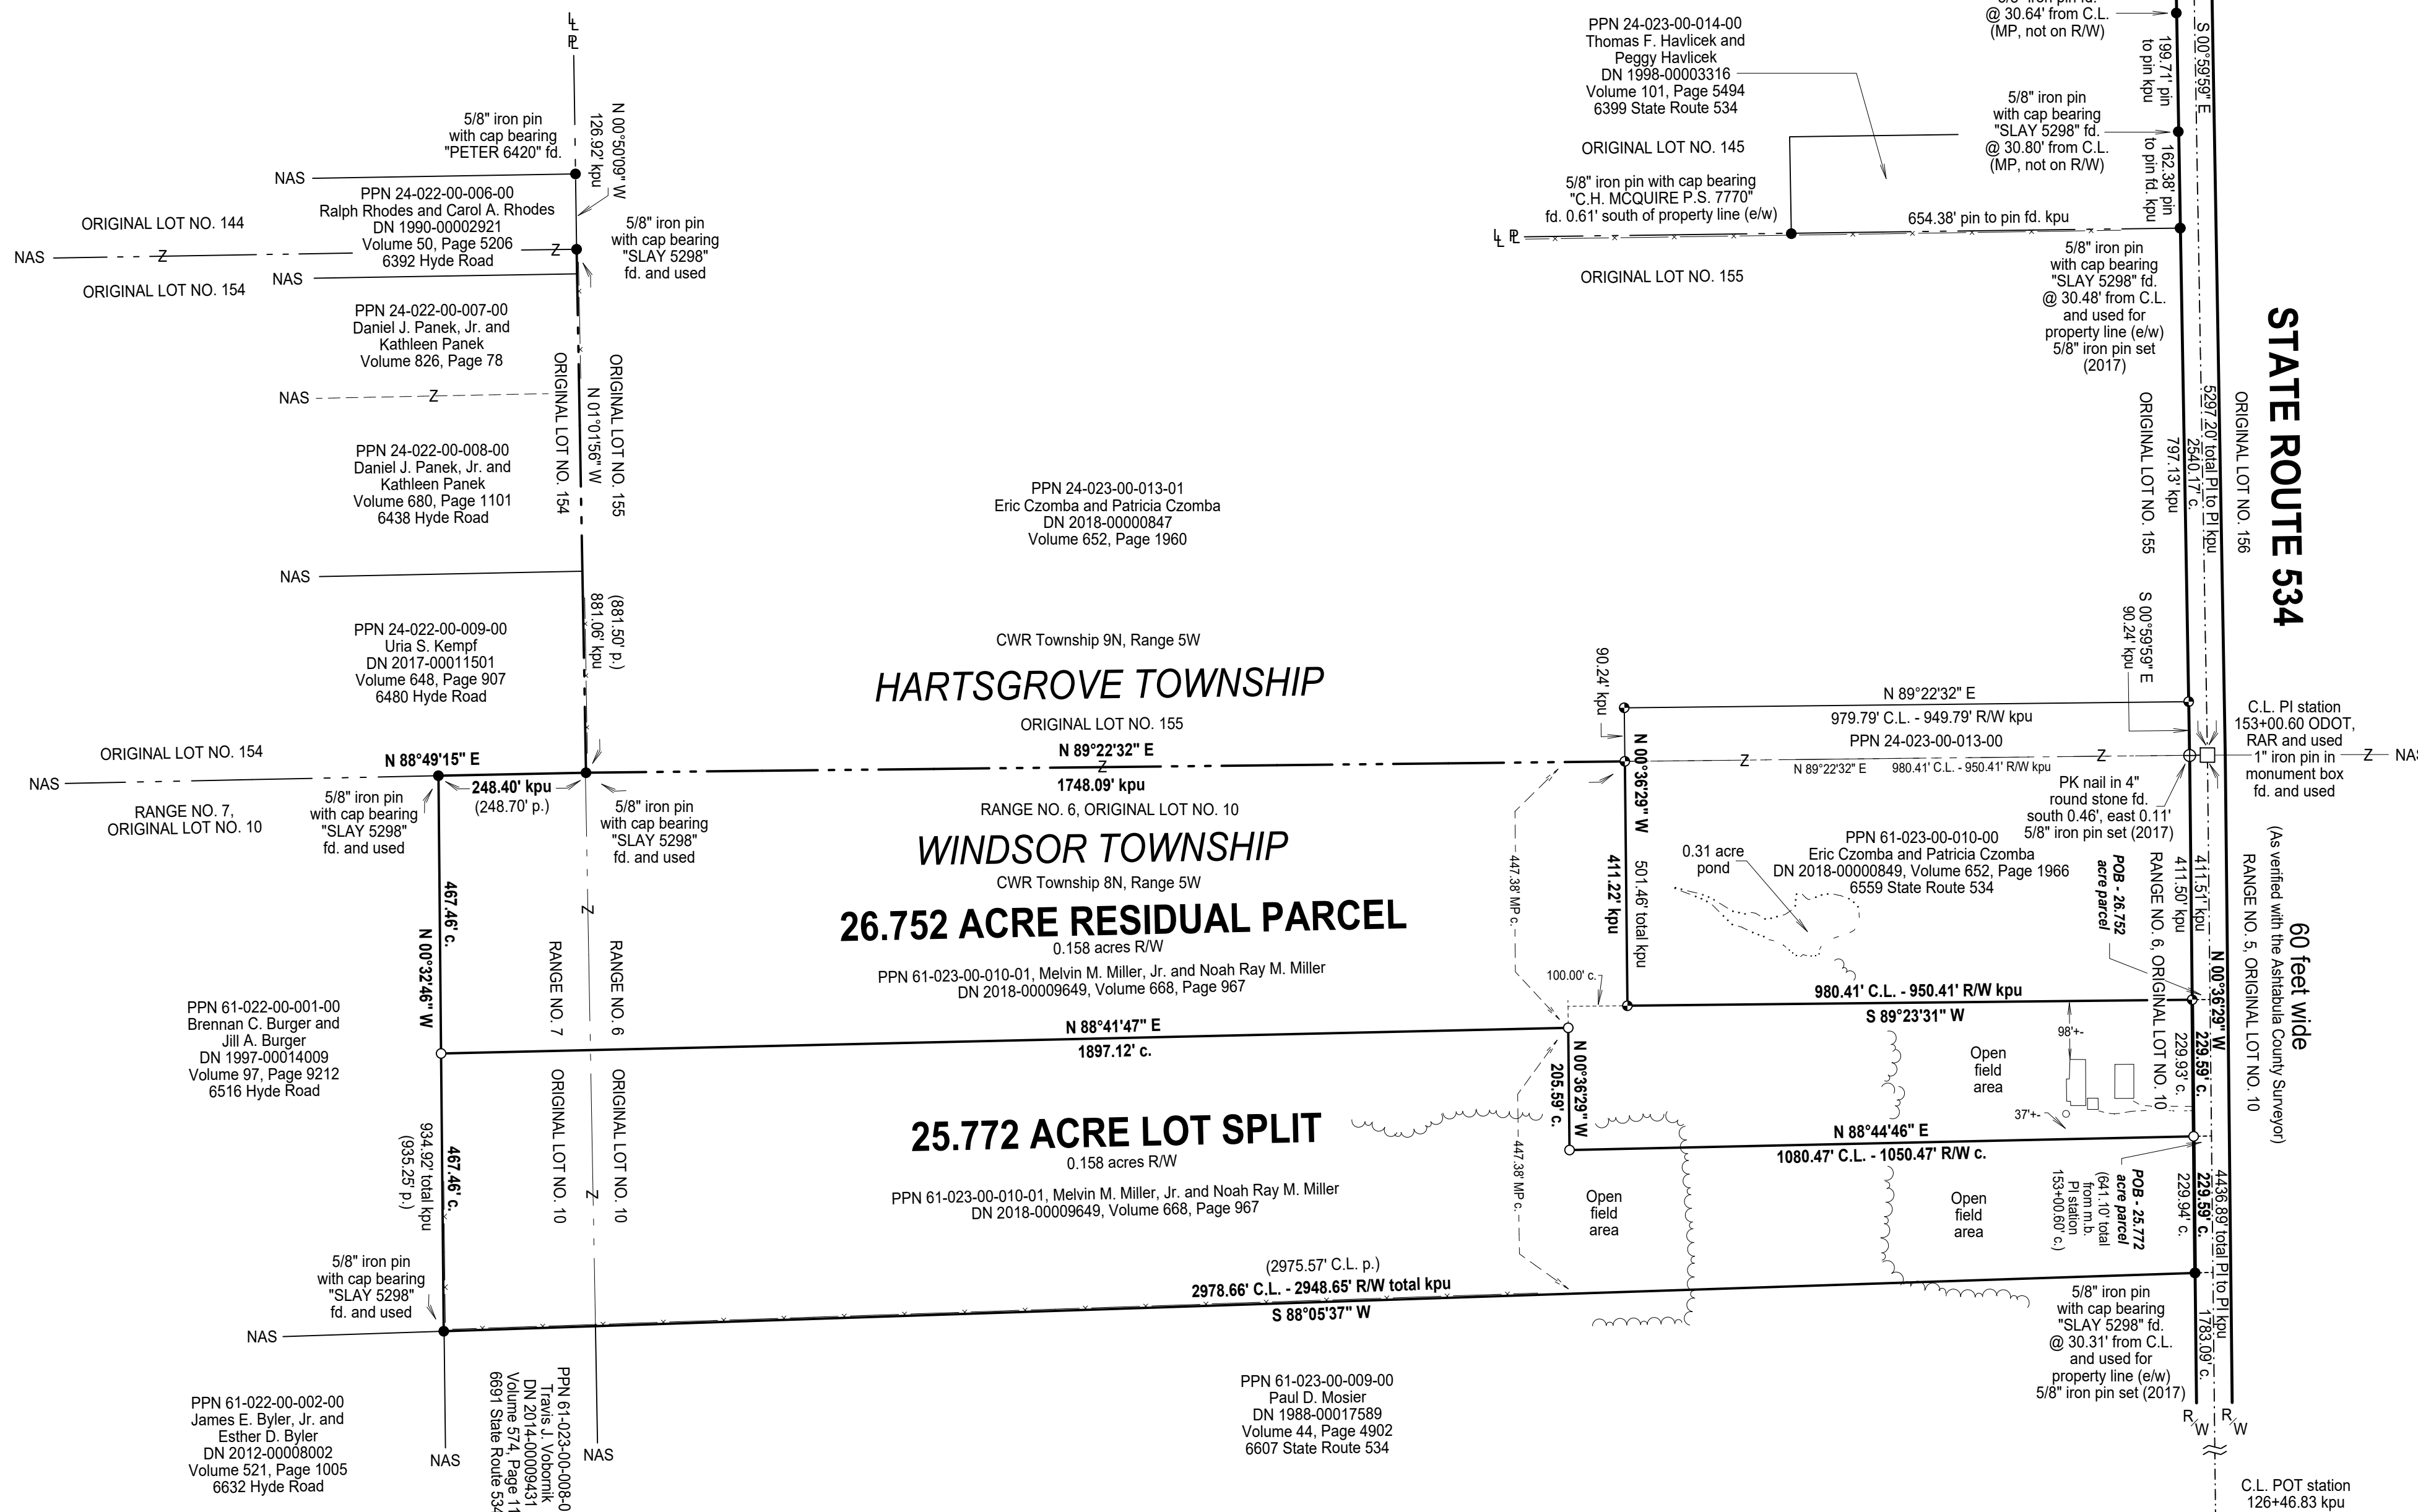 5/8" iron pin fd.
@ 30.64' from C.L.
(MP, not on R/W)
199.71' pin
to pin kpu
S 00°59'59" E
PPN 24-023-00-014-00
Thomas F. Havlicek and
Peggy Havlicek
DN 1998-00003316
Volume 101, Page 5494
6399 State Route 534
5/8" iron pin
with cap bearing
"SLAY 5298" fd.
@ 30.80' from C.L.
(MP, not on R/W)
162.38' pin
to pin fd. kpu
ORIGINAL LOT NO. 145
5/8" iron pin with cap bearing
"C.H. MCQUIRE P.S. 7770"
fd. 0.61' south of property line (e/w)
654.38' pin to pin fd. kpu
ORIGINAL LOT NO. 155
5/8" iron pin
with cap bearing
"SLAY 5298" fd.
@ 30.48' from C.L.
and used for
property line (e/w)
5/8" iron pin set
(2017)
N 00°50'09" W
126.92' kpu
5/8" iron pin
with cap bearing
"PETER 6420" fd.
NAS
PPN 24-022-00-006-00
Ralph Rhodes and Carol A. Rhodes
DN 1990-00002921
Volume 50, Page 5206
6392 Hyde Road
Z
5/8" iron pin
with cap bearing
"SLAY 5298"
fd. and used
ORIGINAL LOT NO. 144
NAS
Z
ORIGINAL LOT NO. 154
NAS
PPN 24-022-00-007-00
Daniel J. Panek, Jr. and
Kathleen Panek
Volume 826, Page 78
NAS
Z
ORIGINAL LOT NO. 154
N 01°01'56" W
ORIGINAL LOT NO. 155
PPN 24-022-00-008-00
Daniel J. Panek, Jr. and
Kathleen Panek
Volume 680, Page 1101
6438 Hyde Road
NAS
PPN 24-022-00-009-00
Uria S. Kempf
DN 2017-00011501
Volume 648, Page 907
6480 Hyde Road
881.06' kpu
(881.50' p.)
PPN 24-023-00-013-01
Eric Czomba and Patricia Czomba
DN 2018-00000847
Volume 652, Page 1960
STATE ROUTE 534
ORIGINAL LOT NO. 155
797.13' kpu
2540.17' c.
5297.20' total PI to PI kpu
ORIGINAL LOT NO. 156
S 00°59'59" E
90.24' kpu
CWR Township 9N, Range 5W
HARTSGROVE TOWNSHIP
ORIGINAL LOT NO. 155
90.24' kpu
N 89°22'32" E
979.79' C.L. - 949.79' R/W kpu
PPN 24-023-00-013-00
Z
Z
N 89°22'32" E
980.41' C.L. - 950.41' R/W kpu
C.L. PI station
153+00.60 ODOT,
RAR and used
1" iron pin in
monument box
fd. and used
Z
NAS
PK nail in 4"
round stone fd.
south 0.46', east 0.11'
5/8" iron pin set (2017)
ORIGINAL LOT NO. 154
NAS
RANGE NO. 7,
ORIGINAL LOT NO. 10
N 88°49'15" E
248.40' kpu
(248.70' p.)
5/8" iron pin
with cap bearing
"SLAY 5298"
fd. and used
5/8" iron pin
with cap bearing
"SLAY 5298"
fd. and used
N 89°22'32" E
Z
1748.09' kpu
RANGE NO. 6, ORIGINAL LOT NO. 10
WINDSOR TOWNSHIP
CWR Township 8N, Range 5W
26.752 ACRE RESIDUAL PARCEL
0.158 acres R/W
PPN 61-023-00-010-01, Melvin M. Miller, Jr. and Noah Ray M. Miller
DN 2018-00009649, Volume 668, Page 967
447.38' MP c.
N 00°36'29" W
411.22' kpu
501.46' total kpu
PPN 61-023-00-010-00
Eric Czomba and Patricia Czomba
DN 2018-00000849, Volume 652, Page 1966
6559 State Route 534
0.31 acre
pond
POB - 26.752
acre parcel
RANGE NO. 6, ORIGINAL LOT NO. 10
411.50' kpu
411.51' kpu
N 00°36'29" W
RANGE NO. 5, ORIGINAL LOT NO. 10
(As verified with the Ashtabula County Surveyor)
60 feet wide
100.00' c.
980.41' C.L. - 950.41' R/W kpu
S 89°23'31" W
98'+-
37'+-
Open
field
area
229.93' c.
229.59' c.
467.46' c.
N 00°32'46" W
Z
RANGE NO. 7
RANGE NO. 6
PPN 61-022-00-001-00
Brennan C. Burger and
Jill A. Burger
DN 1997-00014009
Volume 97, Page 9212
6516 Hyde Road
N 88°41'47" E
1897.12' c.
N 00°36'29" W
205.59' c.
25.772 ACRE LOT SPLIT
0.158 acres R/W
PPN 61-023-00-010-01, Melvin M. Miller, Jr. and Noah Ray M. Miller
DN 2018-00009649, Volume 668, Page 967
447.38' MP c.
N 88°44'46" E
1080.47' C.L. - 1050.47' R/W c.
Open
field
area
Open
field
area
POB - 25.772
acre parcel
(641.10' total
from m.b.
PI station
153+00.60' c.)
229.94' c.
229.59' c.
4436.89' total PI to PI kpu
ORIGINAL LOT NO. 10
ORIGINAL LOT NO. 10
Z
467.46' c.
934.92' total kpu
(935.25' p.)
5/8" iron pin
with cap bearing
"SLAY 5298"
fd. and used
(2975.57' C.L. p.)
2978.66' C.L. - 2948.65' R/W total kpu
S 88°05'37" W
5/8" iron pin
with cap bearing
"SLAY 5298" fd.
@ 30.31' from C.L.
and used for
property line (e/w)
5/8" iron pin set (2017)
1783.09' c.
NAS
PPN 61-022-00-002-00
James E. Byler, Jr. and
Esther D. Byler
DN 2012-00008002
Volume 521, Page 1005
6632 Hyde Road
NAS
PPN 61-023-00-008-0
Travis J. Vobornik
DN 2014-00009431
Volume 574, Page 11
6691 State Route 534
NAS
PPN 61-023-00-009-00
Paul D. Mosier
DN 1988-00017589
Volume 44, Page 4902
6607 State Route 534
R/W
R/W
C.L. POT station
126+46.83 kpu